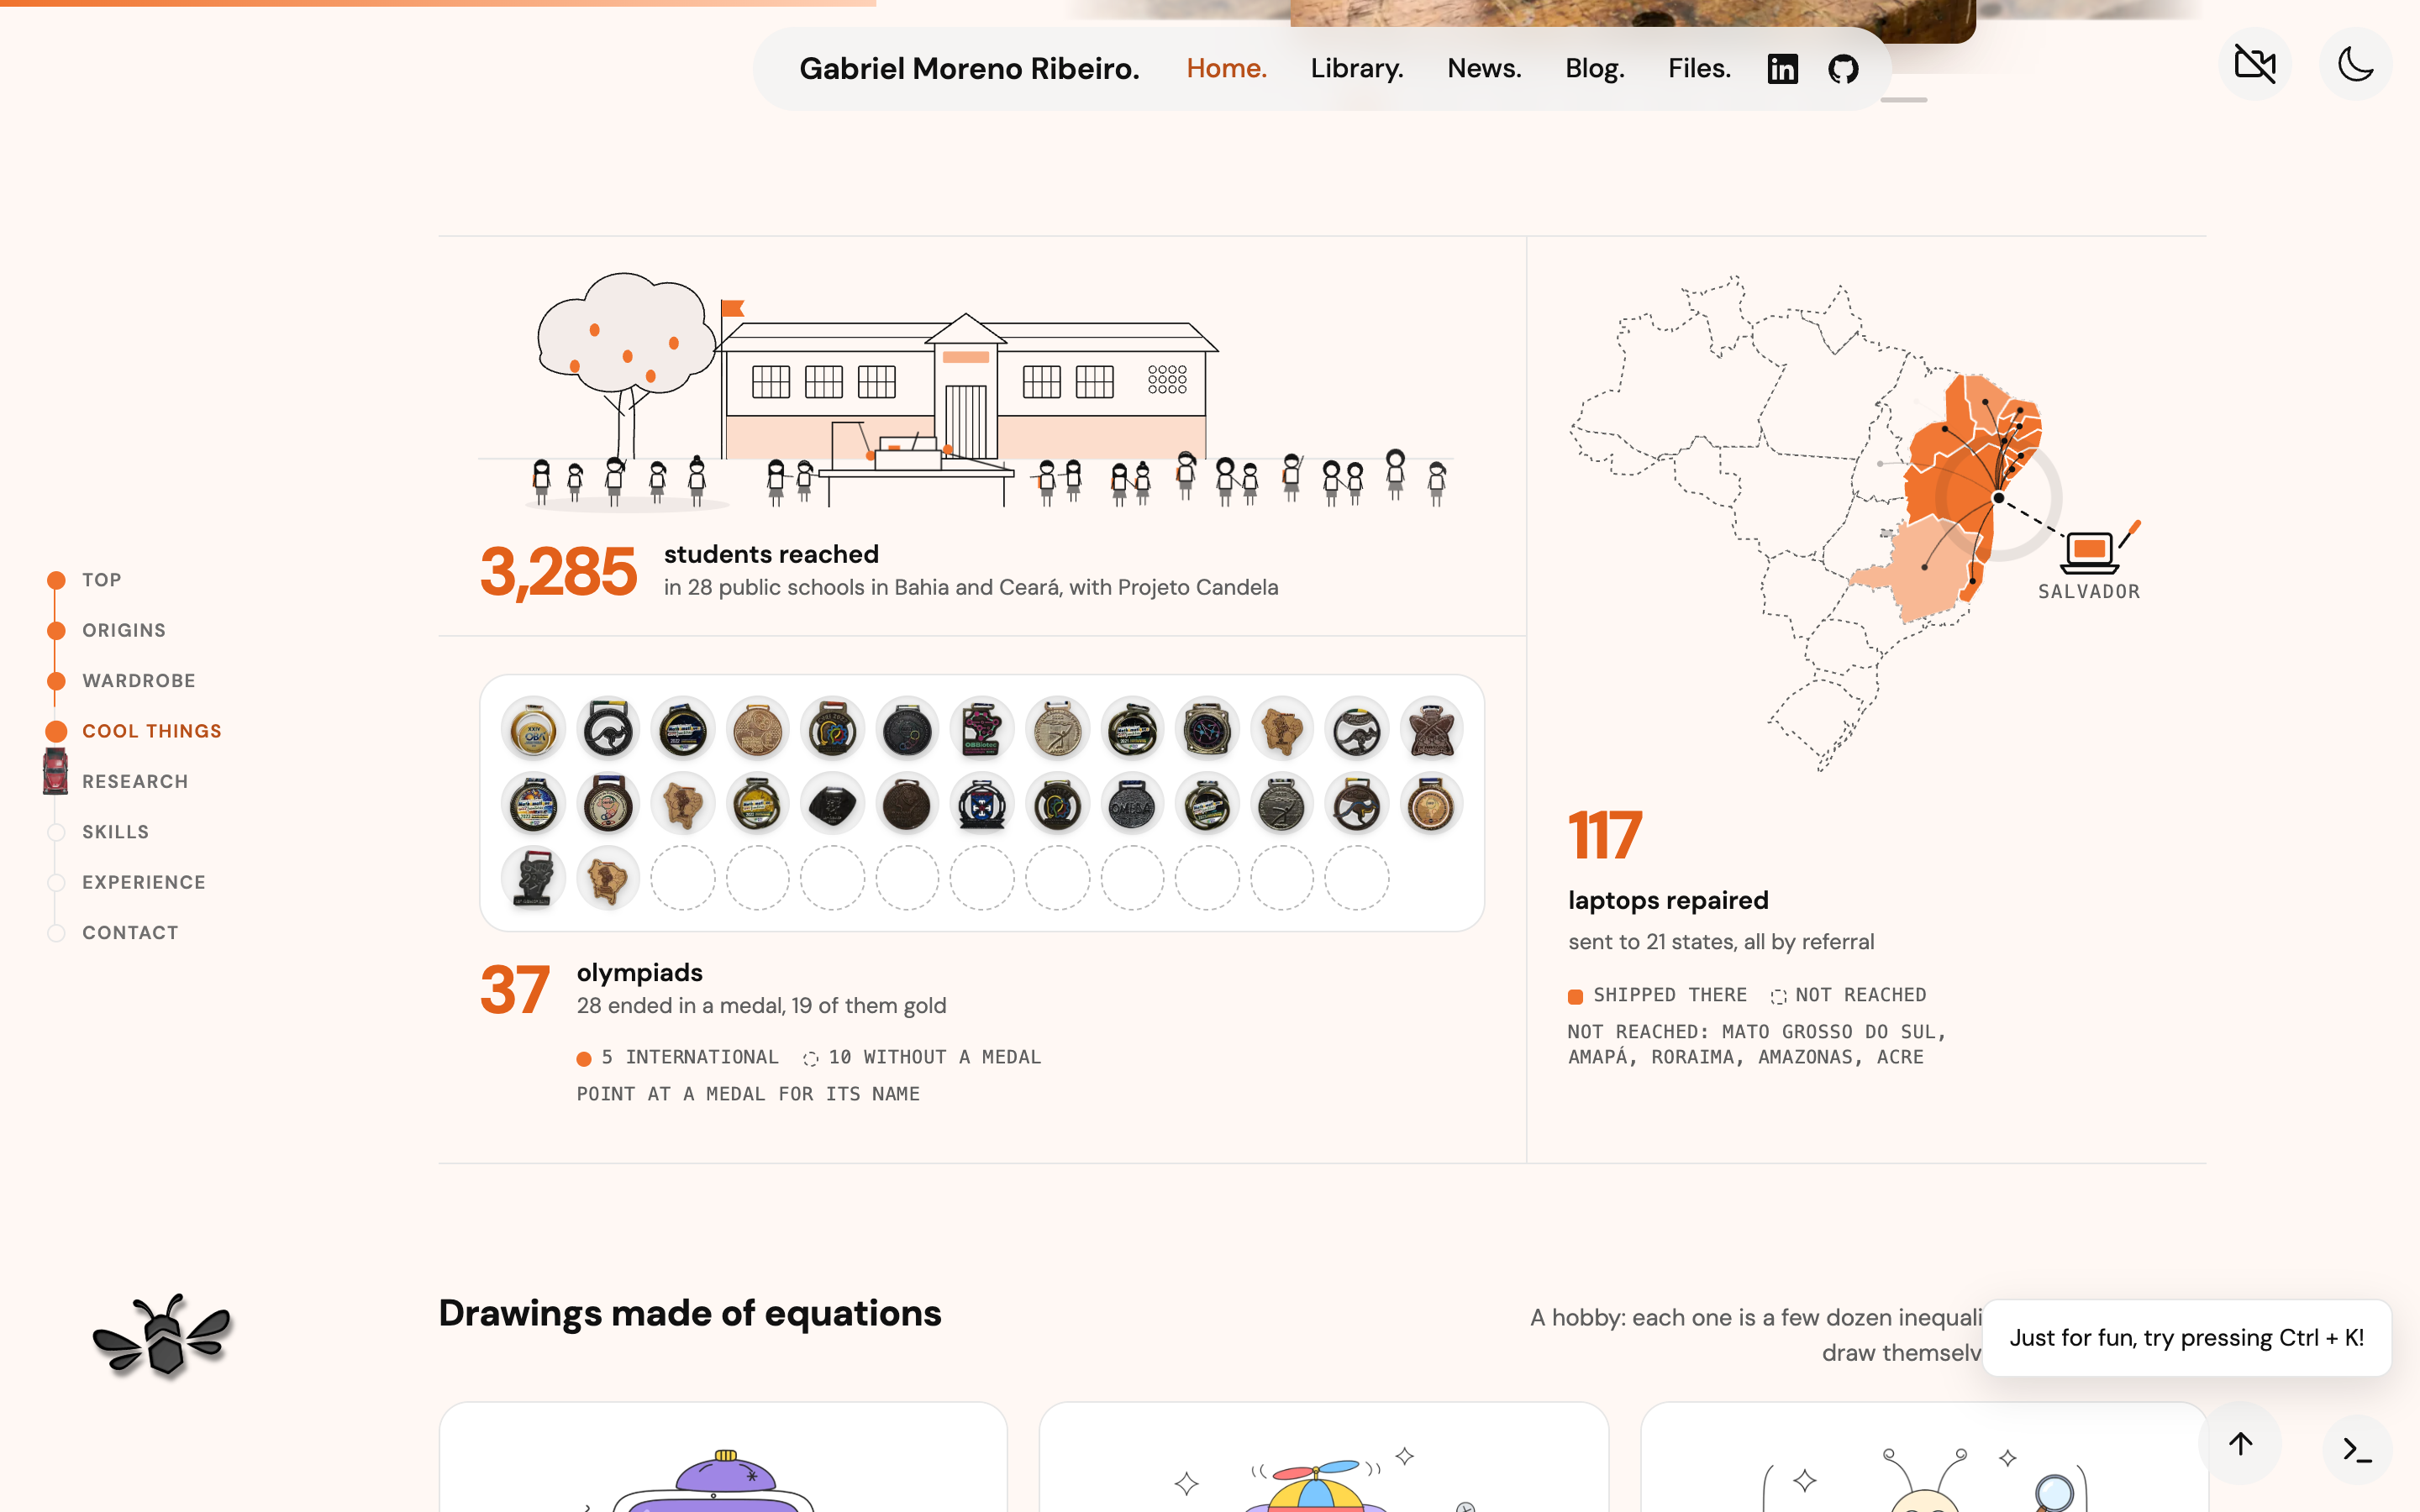 Gabriel Moreno Ribeiro. Home. Library. News. Blog. Files.
TOP
ORIGINS
WARDROBE
COOL THINGS
RESEARCH
SKILLS
EXPERIENCE
CONTACT
3,285 students reached
in 28 public schools in Bahia and Ceará, with Projeto Candela
37 olympiads
28 ended in a medal, 19 of them gold
5 INTERNATIONAL 10 WITHOUT A MEDAL
POINT AT A MEDAL FOR ITS NAME
SALVADOR
117
laptops repaired
sent to 21 states, all by referral
SHIPPED THERE NOT REACHED
NOT REACHED: MATO GROSSO DO SUL,
AMAPÁ, RORAIMA, AMAZONAS, ACRE
Drawings made of equations
A hobby: each one is a few dozen inequali
draw themselv
Just for fun, try pressing Ctrl + K!